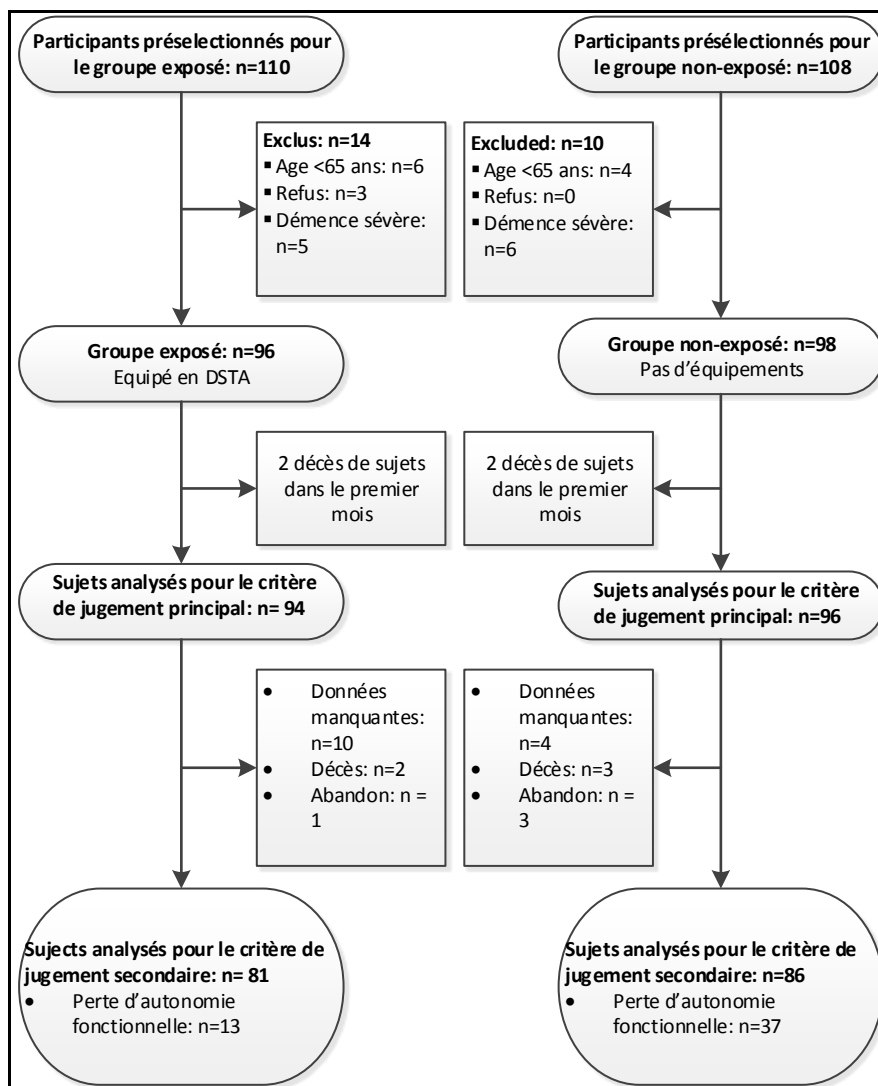 Participants préselectionnés pour
le groupe exposé: n=110
Participants présélectionnés pour
le groupe non-exposé: n=108
Exclus: n=14
▪ Age <65 ans: n=6
▪ Refus: n=3
▪ Démence sévère:
n=5
Excluded: n=10
▪ Age <65 ans: n=4
▪ Refus: n=0
▪ Démence sévère:
n=6
Groupe exposé: n=96
Equipé en DSTA
Groupe non-exposé: n=98
Pas d’équipements
2 décès de sujets
dans le premier
mois
2 décès de sujets
dans le premier
mois
Sujets analysés pour le critère
de jugement principal: n= 94
Sujets analysés pour le critère
de jugement principal: n=96
• Données
manquantes:
n=10
• Décès: n=2
• Abandon: n =
1
• Données
manquantes:
n=4
• Décès: n=3
• Abandon: n =
3
Sujects analysés pour le critère de
jugement secondaire: n= 81
• Perte d’autonomie
fonctionnelle: n=13
Sujets analysés pour le critère de
jugement secondaire: n=86
• Perte d’autonomie
fonctionnelle: n=37